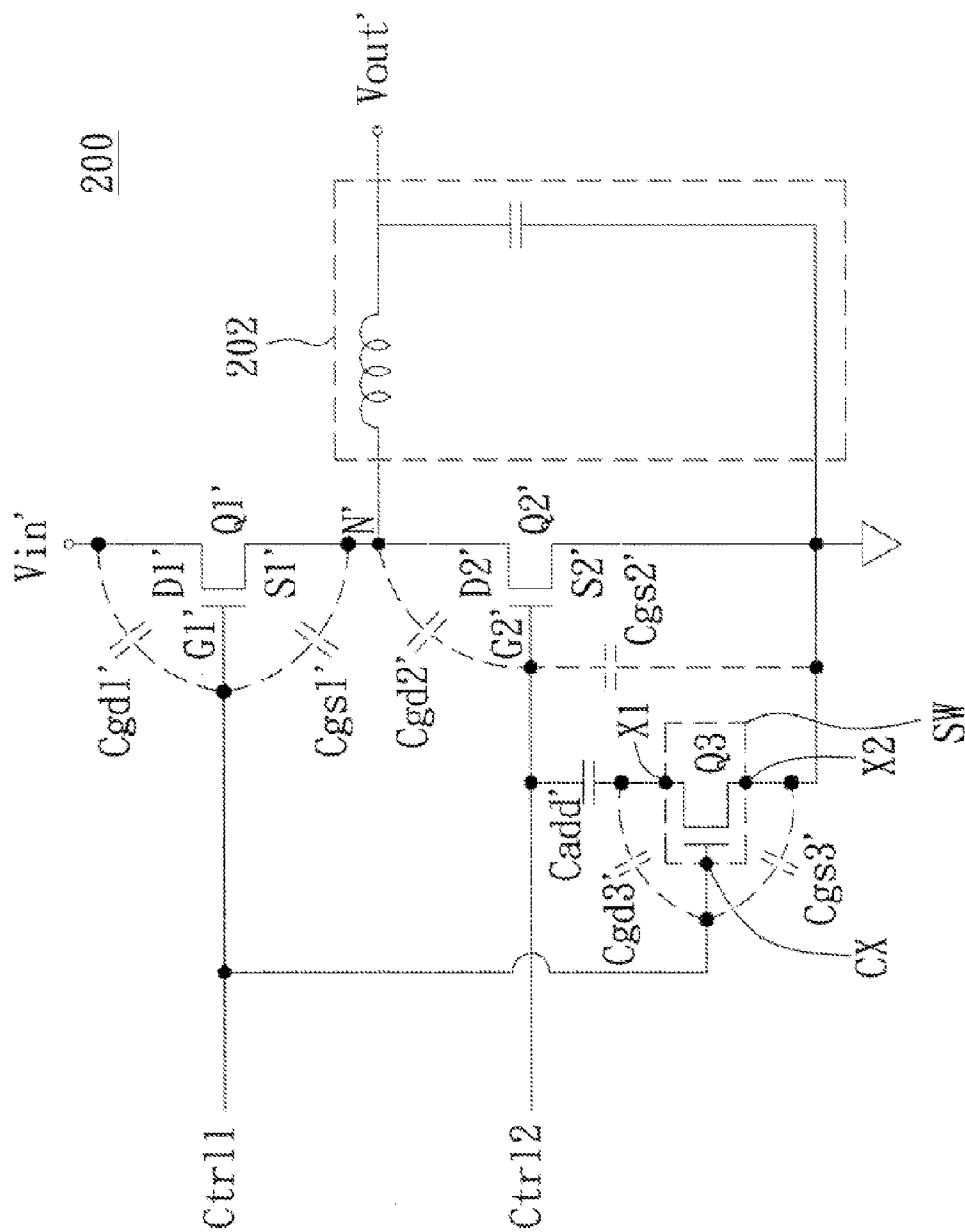 200
Vin'
Vout'
202
D1'
Q1'
Cgd1'
G1'
S1'
N'
Cgs1'
D2'
Q2'
Cgd2'
G2'
S2'
Cgs2'
Ctrl1
Ctrl2
Cadd'
X1
Q3
SW
Cgd3'
X2
Cgs3'
CX